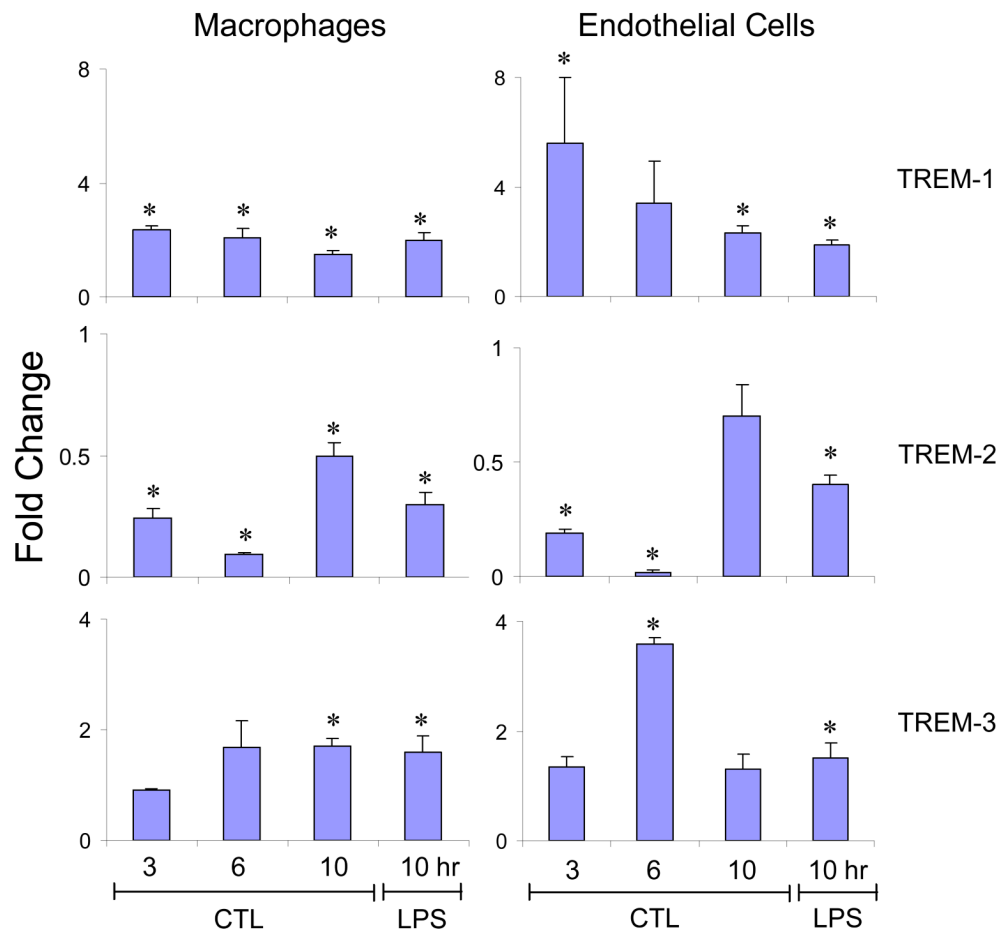 Macrophages Endothelial Cells
8 * 8
4 * * * * 4 * * TREM-1
0 0
Fold Change
1 1
0.5 * * * * 0.5 * * * TREM-2
0 0
4 4 *
2 * * 2 * TREM-3
0 0
3 6 10 10 hr 3 6 10 10 hr
CTL LPS CTL LPS